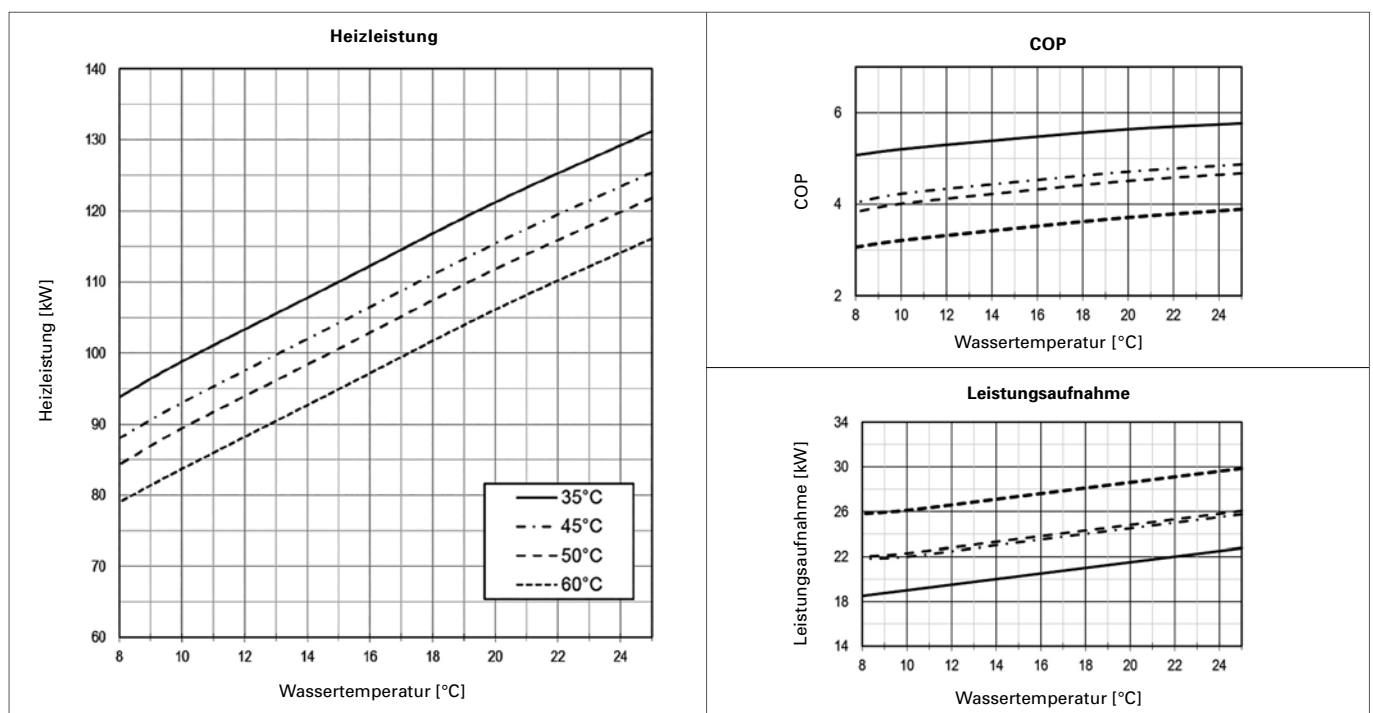 Heizleistung
Heizleistung [kW]
140
130
120
110
100
90
80
70
60
35°C
45°C
50°C
60°C
8 10 12 14 16 18 20 22 24
Wassertemperatur [°C]
COP
COP
6
4
2
8 10 12 14 16 18 20 22 24
Wassertemperatur [°C]
Leistungsaufnahme
Leistungsaufnahme [kW]
34
30
26
22
18
14
8 10 12 14 16 18 20 22 24
Wassertemperatur [°C]